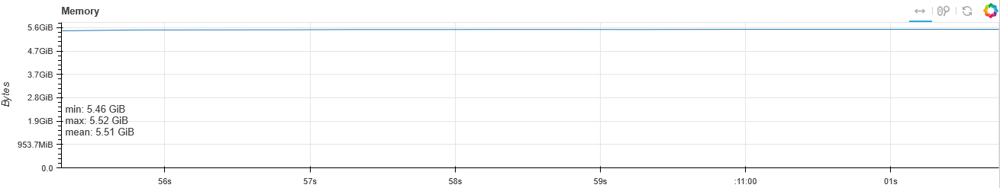 Memory
5.6GiB
4.7GiB
3.7GiB
2.8GiB
1.9GiB
953.7MiB
0.0
Bytes
min: 5.46 GiB
max: 5.52 GiB
mean: 5.51 GiB
56s
57s
58s
59s
:11:00
01s